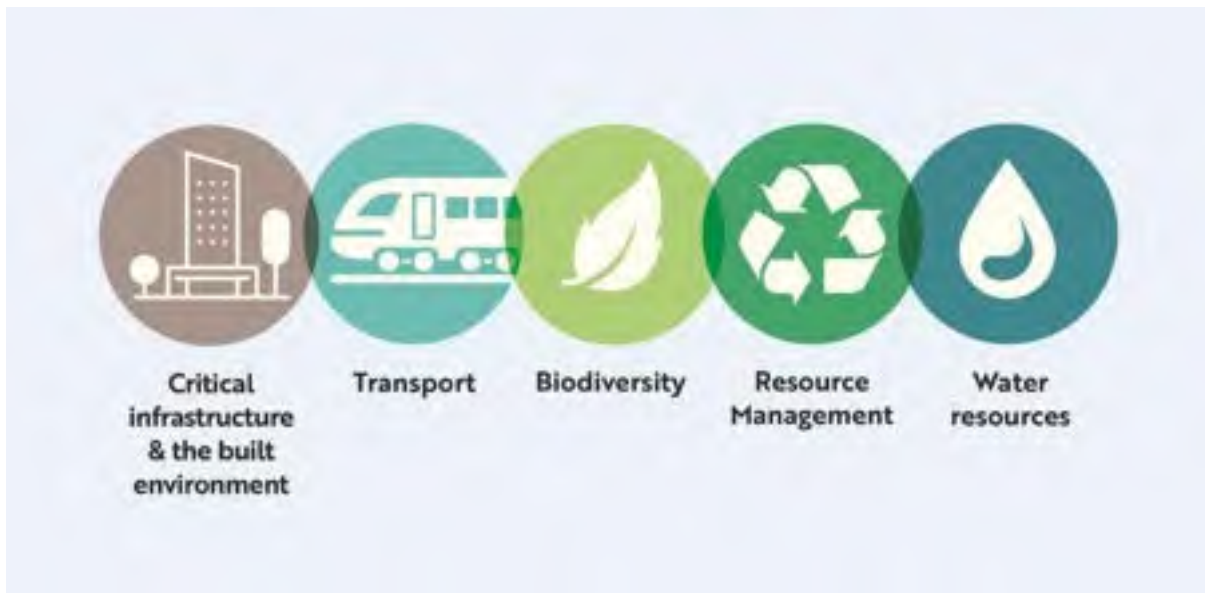 Critical
infrastructure
& the built
environment
Transport
Biodiversity
Resource
Management
Water
resources